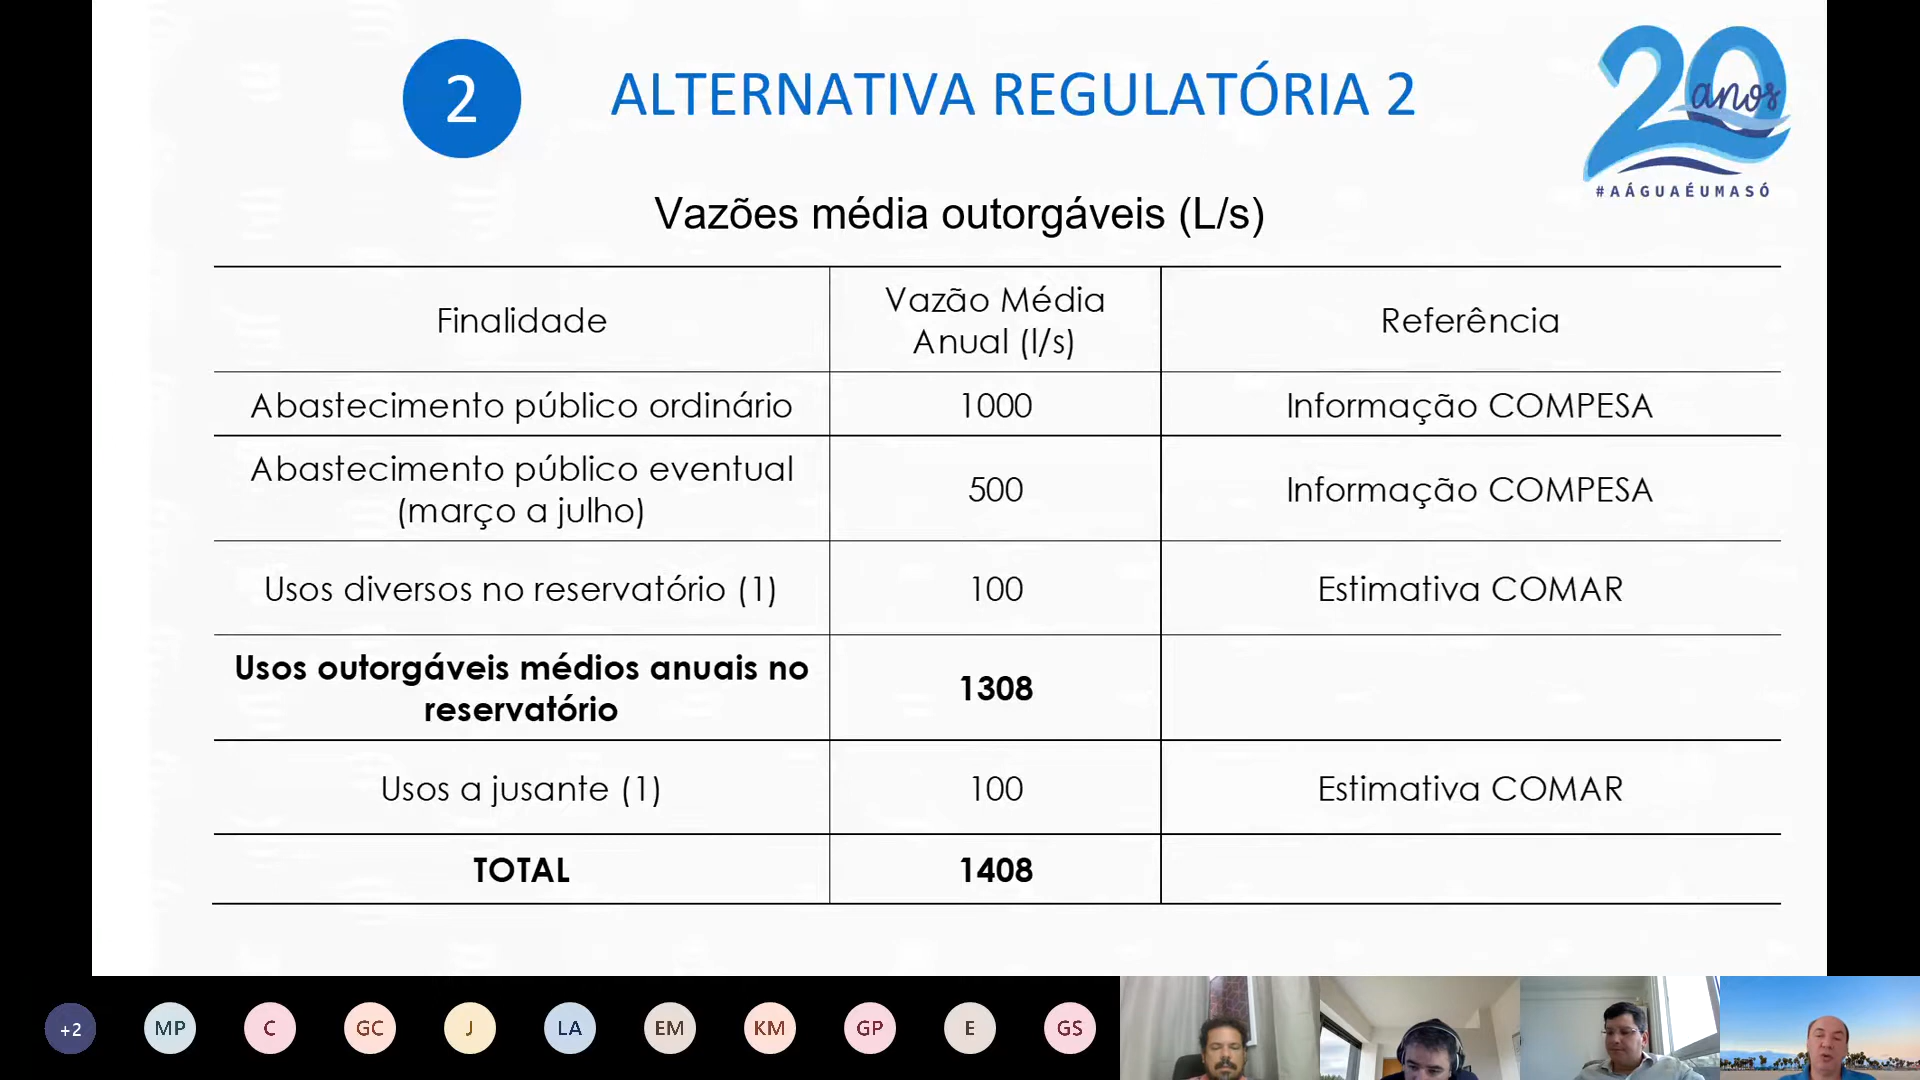 2
ALTERNATIVA REGULATÓRIA 2
20
anos
#AÁGUAÉUMASÓ
Vazões média outorgáveis (L/s)
Finalidade
Vazão Média
Anual (l/s)
Referência
Abastecimento público ordinário
1000
Informação COMPESA
Abastecimento público eventual
(março a julho)
500
Informação COMPESA
Usos diversos no reservatório (1)
100
Estimativa COMAR
Usos outorgáveis médios anuais no
reservatório
1308
Usos a jusante (1)
100
Estimativa COMAR
TOTAL
1408
+2
MP
C
GC
J
LA
EM
KM
GP
E
GS